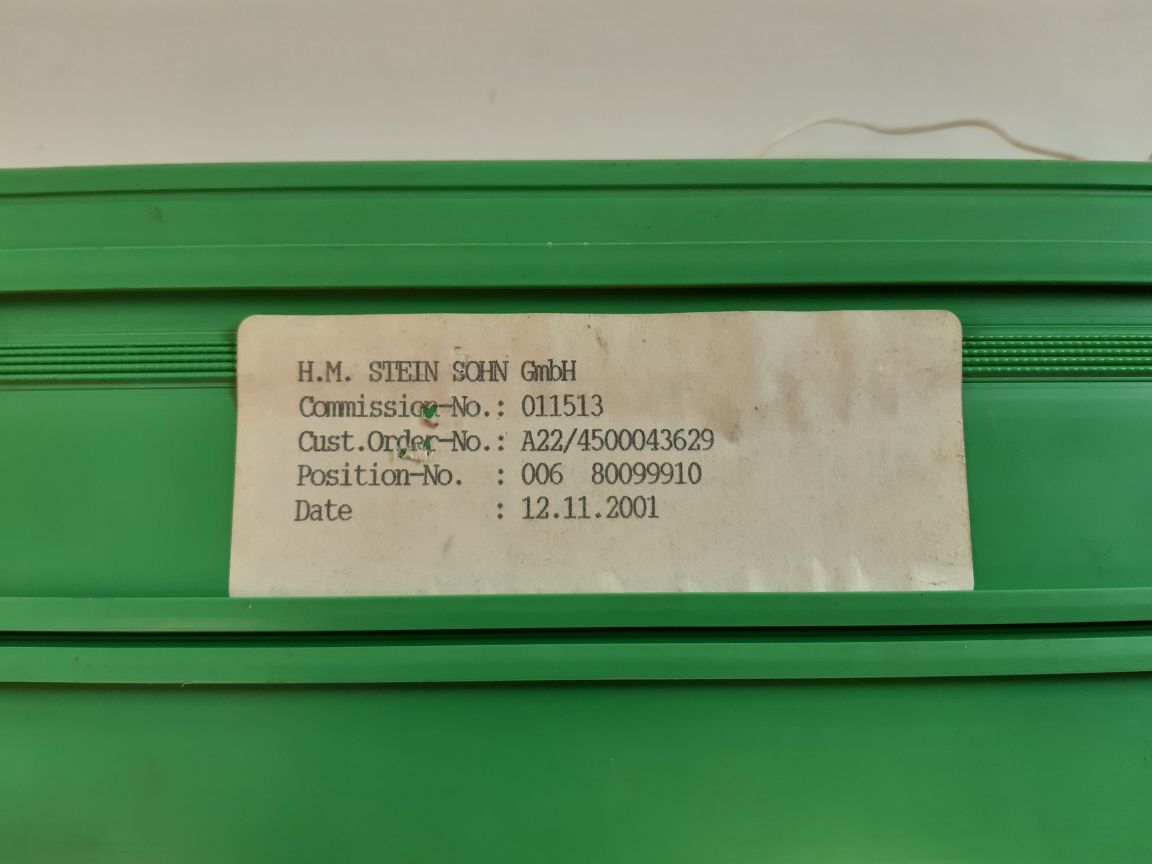 H.M. STEIN SOHN GmbH
Commission-No.: 011513
Cust.Order-No.: A22/4500043629
Position-No. : 006 80099910
Date : 12.11.2001